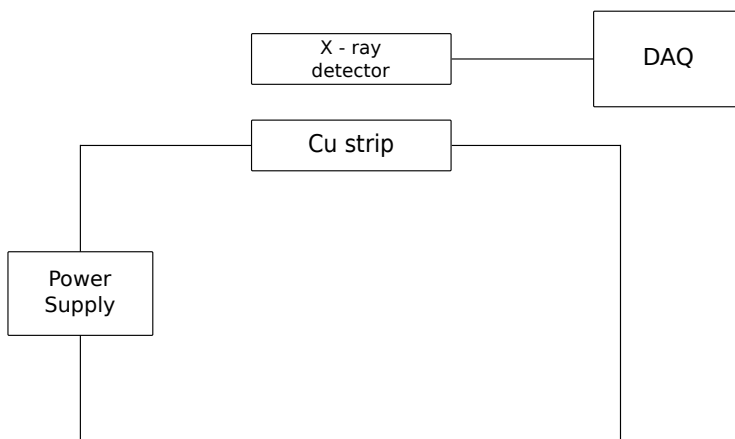 X - ray
detector
DAQ
Cu strip
Power
Supply